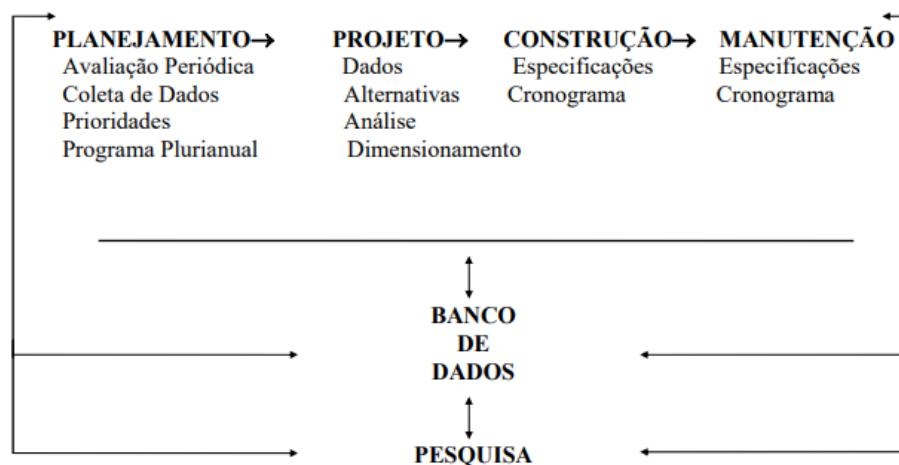 PLANEJAMENTO→ PROJETO→ CONSTRUÇÃO→ MANUTENÇÃO
Avaliação Periódica Dados Especificações Especificações
Coleta de Dados Alternativas Cronograma Cronograma
Prioridades Análise
Programa Plurianual Dimensionamento
BANCO
DE
DADOS
PESQUISA